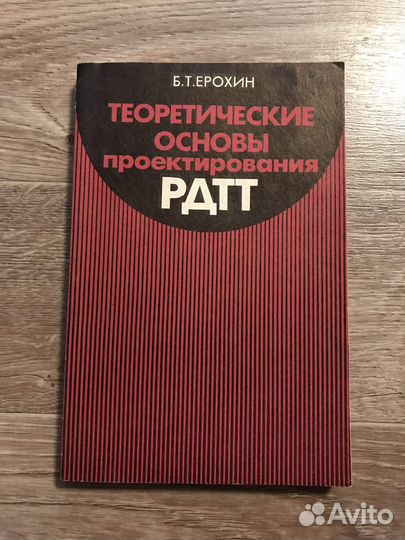 Б.Т.ЕРОХИН
ТЕОРЕТИЧЕСКИЕ
ОСНОВЫ
проектирования
РДТТ
Avito